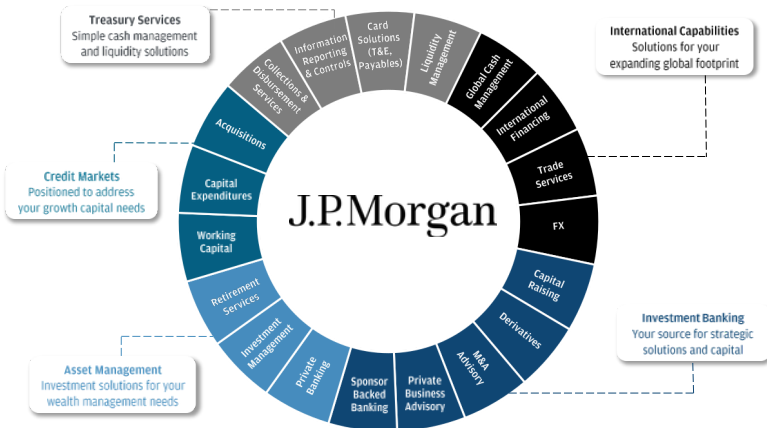 Treasury Services
Simple cash management
and liquidity solutions
International Capabilities
Solutions for your
expanding global footprint
Credit Markets
Positioned to address
your growth capital needs
Asset Management
Investment solutions for your
wealth management needs
Investment Banking
Your source for strategic
solutions and capital
J.P.Morgan
Collections &
Disbursement
Services
Information
Reporting
& Controls
Card
Solutions
(T&E,
Payables)
Liquidity
Management
Global Cash
Management
International
Financing
Trade
Services
FX
Capital
Raising
Derivatives
M&A
Advisory
Private
Business
Advisory
Sponsor
Backed
Banking
Private
Banking
Investment
Management
Retirement
Services
Working
Capital
Capital
Expenditures
Acquisitions